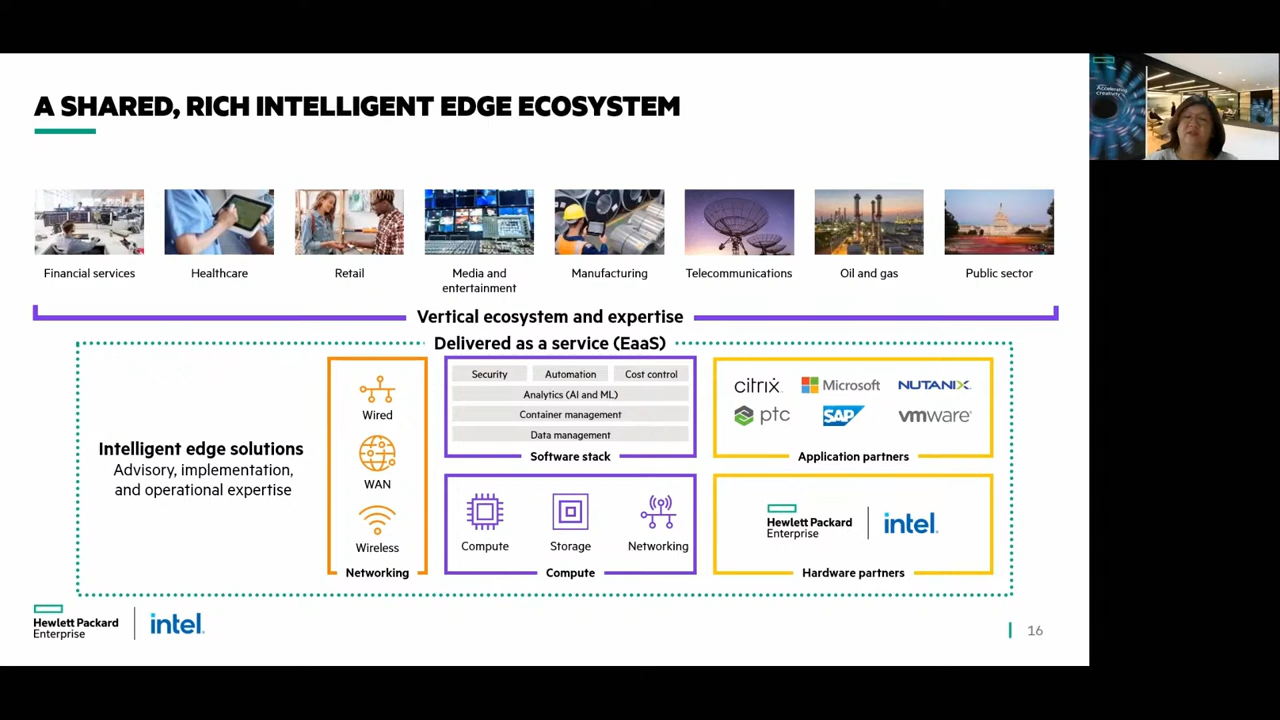 A SHARED, RICH INTELLIGENT EDGE ECOSYSTEM
Accelerating
creativity
Financial services
Healthcare
Retail
Media and
entertainment
Manufacturing
Telecommunications
Oil and gas
Public sector
Vertical ecosystem and expertise
Delivered as a service (EaaS)
Intelligent edge solutions
Advisory, implementation,
and operational expertise
Wired
WAN
Wireless
Networking
Security
Automation
Cost control
Analytics (AI and ML)
Container management
Data management
Software stack
Compute
Storage
Networking
Compute
citrix
Microsoft
NUTANIX
ptc
SAP
vmware
Application partners
Hewlett Packard
Enterprise
intel
Hardware partners
Hewlett Packard
Enterprise
intel
16